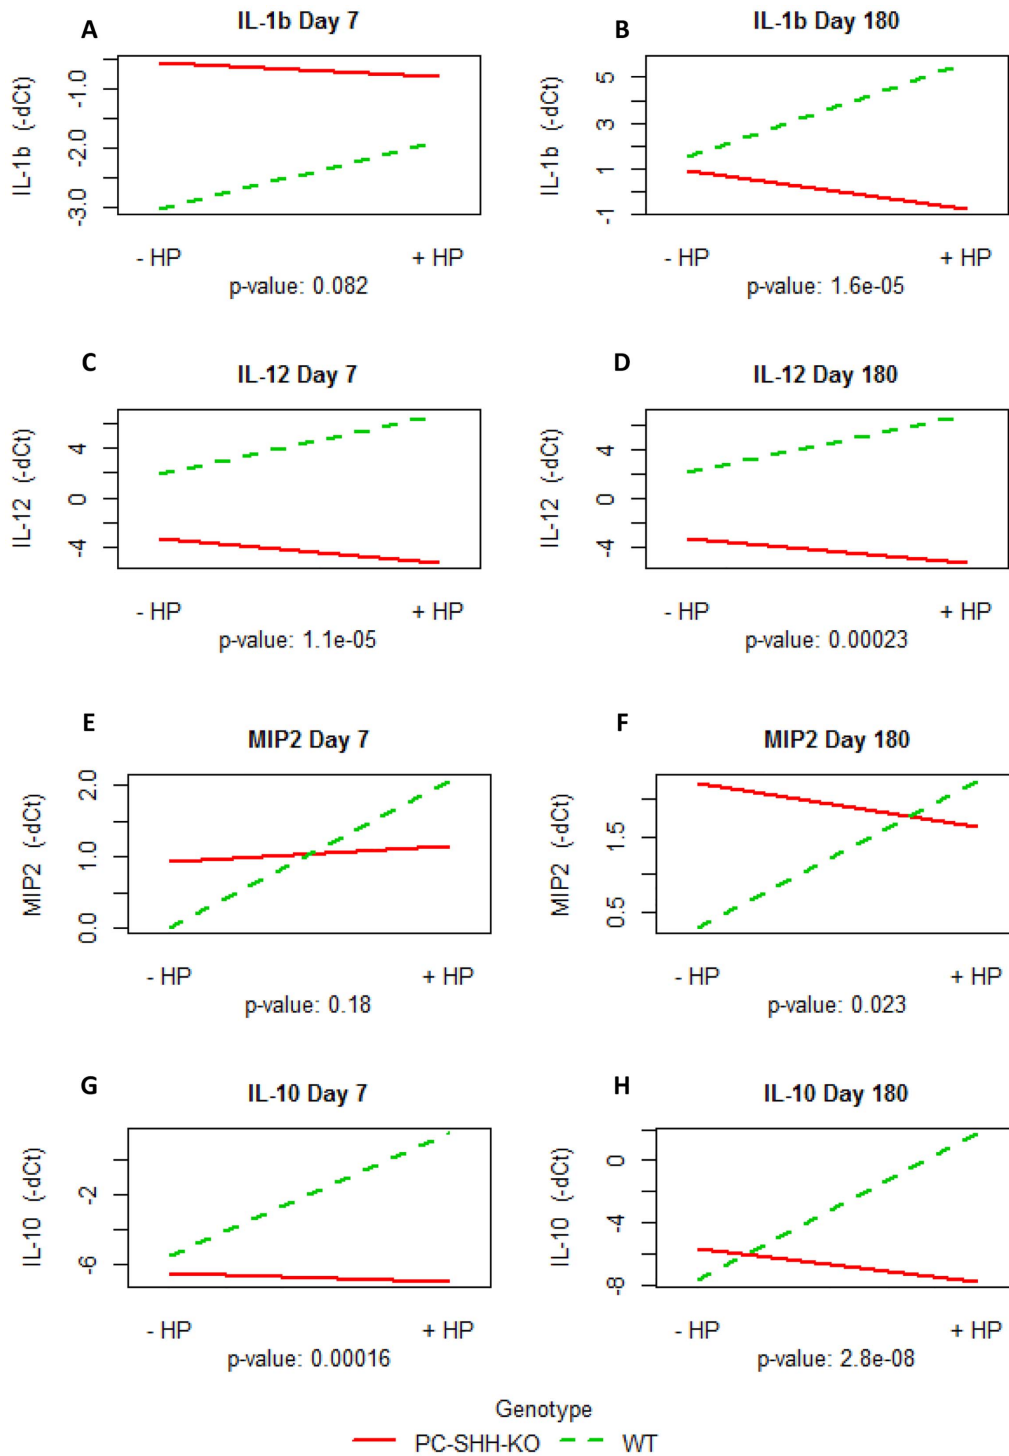 A
IL-1b Day 7
IL-1b (-dCt)
-1.0
-2.0
-3.0
- HP
+ HP
p-value: 0.082
B
IL-1b Day 180
IL-1b (-dCt)
5
3
1
-1
- HP
+ HP
p-value: 1.6e-05
C
IL-12 Day 7
IL-12 (-dCt)
4
0
-4
- HP
+ HP
p-value: 1.1e-05
D
IL-12 Day 180
IL-12 (-dCt)
4
0
-4
- HP
+ HP
p-value: 0.00023
E
MIP2 Day 7
MIP2 (-dCt)
2.0
1.0
0.0
- HP
+ HP
p-value: 0.18
F
MIP2 Day 180
MIP2 (-dCt)
1.5
0.5
- HP
+ HP
p-value: 0.023
G
IL-10 Day 7
IL-10 (-dCt)
-2
-6
- HP
+ HP
p-value: 0.00016
H
IL-10 Day 180
IL-10 (-dCt)
0
-4
-8
- HP
+ HP
p-value: 2.8e-08
Genotype
PC-SHH-KO
WT